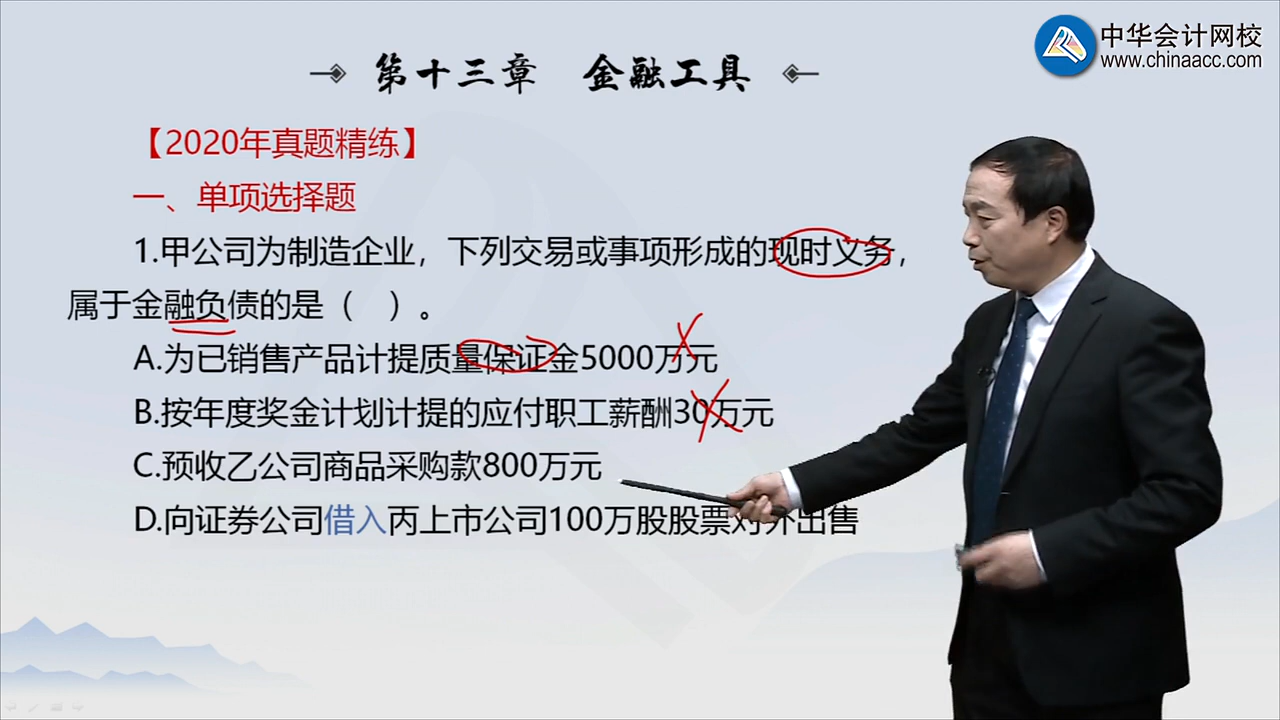 中华会计网校
www.chinaacc.com
第十三章 金融工具
【2020年真题精练】
一、单项选择题
1.甲公司为制造企业，下列交易或事项形成的现时义务，
属于金融负债的是（ ）。
A.为已销售产品计提质量保证金5000万元
B.按年度奖金计划计提的应付职工薪酬30万元
C.预收乙公司商品采购款800万元
D.向证券公司借入丙上市公司100万股股票对外出售